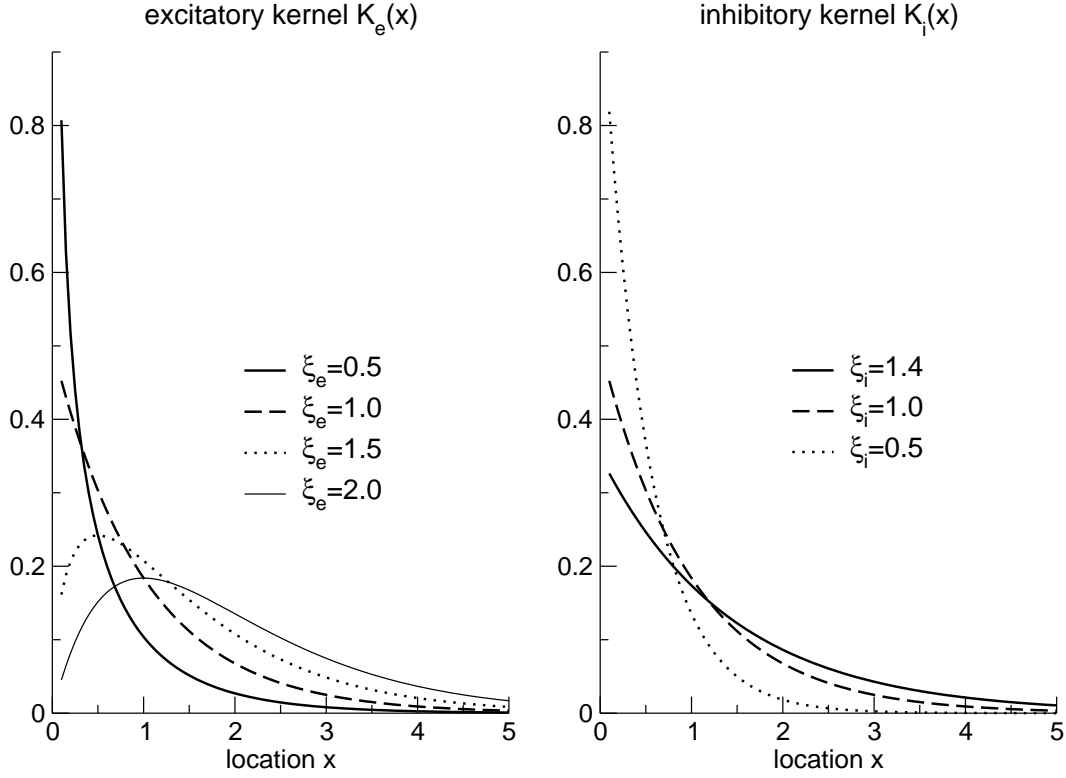 excitatory kernel K_e(x)
0.8
0.6
0.4
0.2
0
ξ_e=0.5
ξ_e=1.0
ξ_e=1.5
ξ_e=2.0
0 1 2 3 4 5
location x
inhibitory kernel K_i(x)
0.8
0.6
0.4
0.2
0
ξ_i=1.4
ξ_i=1.0
ξ_i=0.5
0 1 2 3 4 5
location x